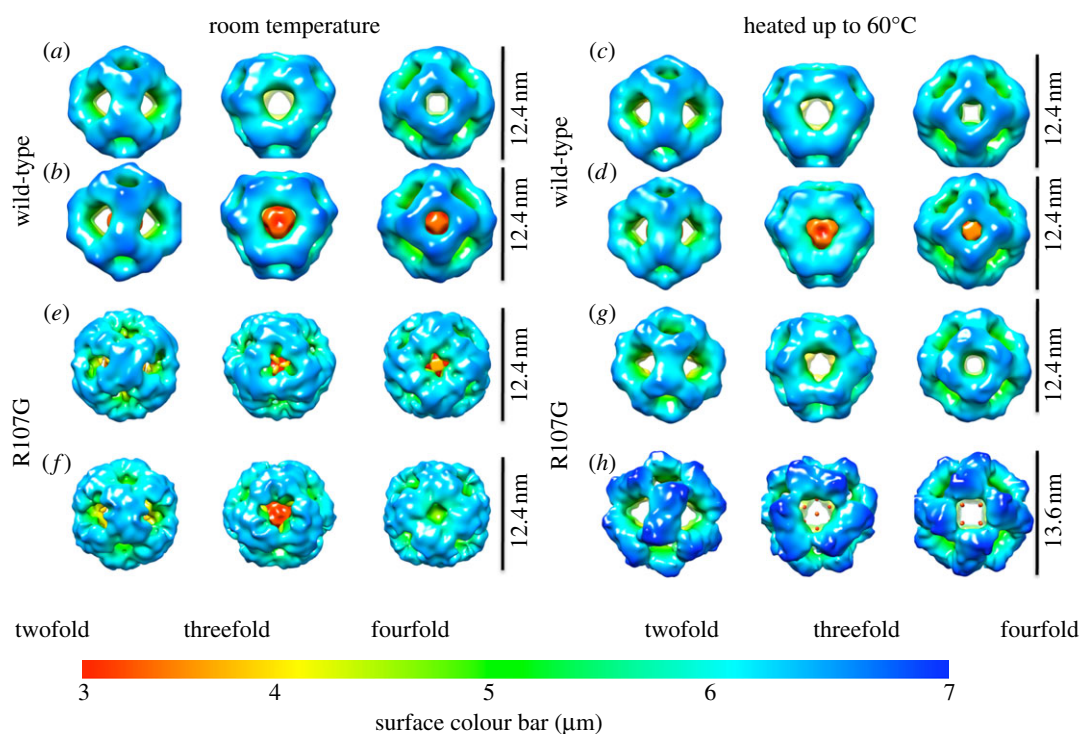 room temperature
heated up to 60°C
(a)
(c)
12.4 nm
12.4 nm
wild-type
wild-type
(b)
(d)
12.4 nm
12.4 nm
(e)
(g)
12.4 nm
12.4 nm
R107G
R107G
(f)
(h)
12.4 nm
13.6 nm
twofold threefold fourfold twofold threefold fourfold
3 4 5 6 7
surface colour bar (μm)